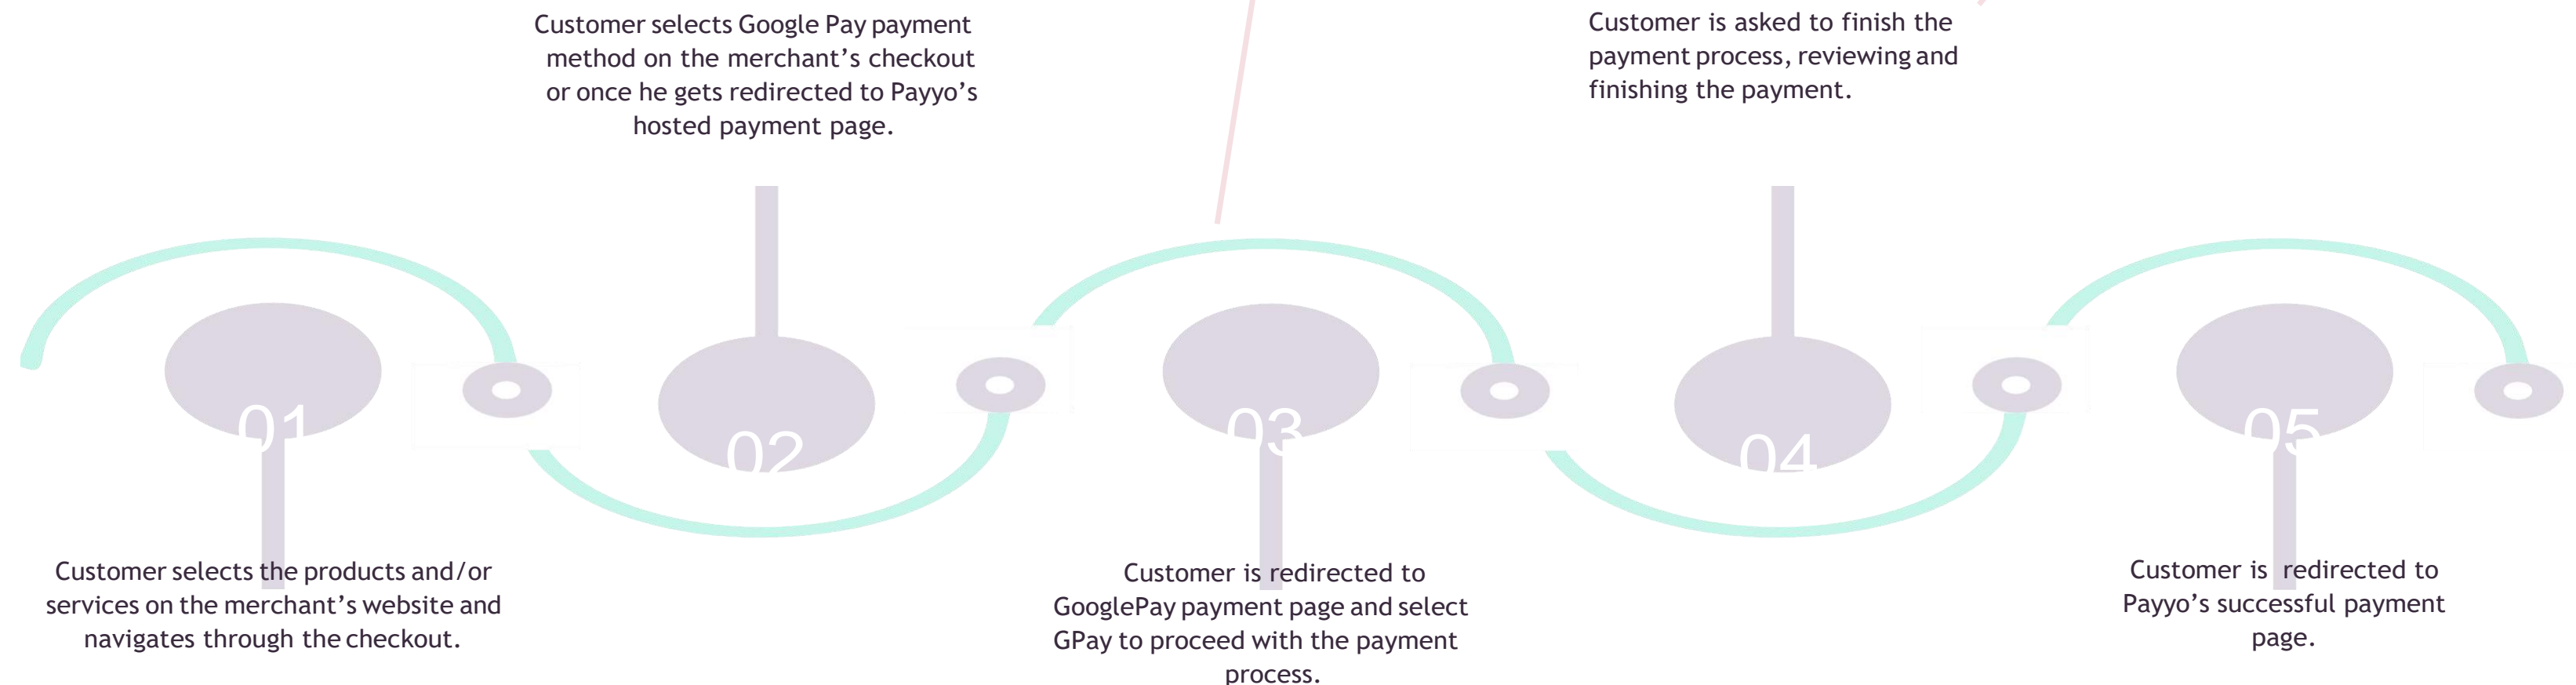 01
Customer selects the products and/or
services on the merchant’s website and
navigates through the checkout.
Customer selects Google Pay payment
method on the merchant’s checkout
or once he gets redirected to Payyo’s
hosted payment page.
02
03
Customer is redirected to
GooglePay payment page and select
GPay to proceed with the payment
process.
Customer is asked to finish the
payment process, reviewing and
finishing the payment.
04
05
Customer is redirected to
Payyo’s successful payment
page.